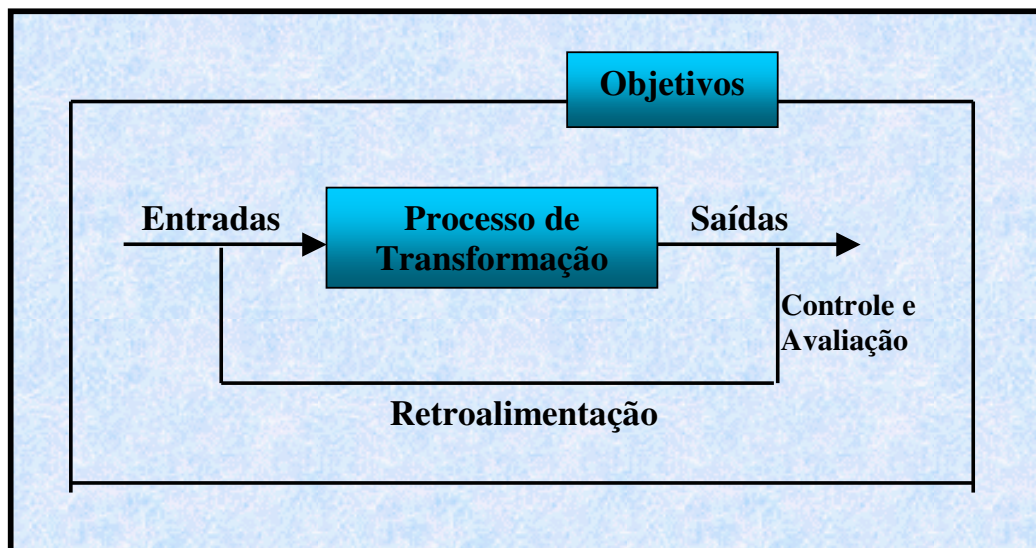 Objetivos
Entradas
Processo de
Transformação
Saídas
Controle e
Avaliação
Retroalimentação